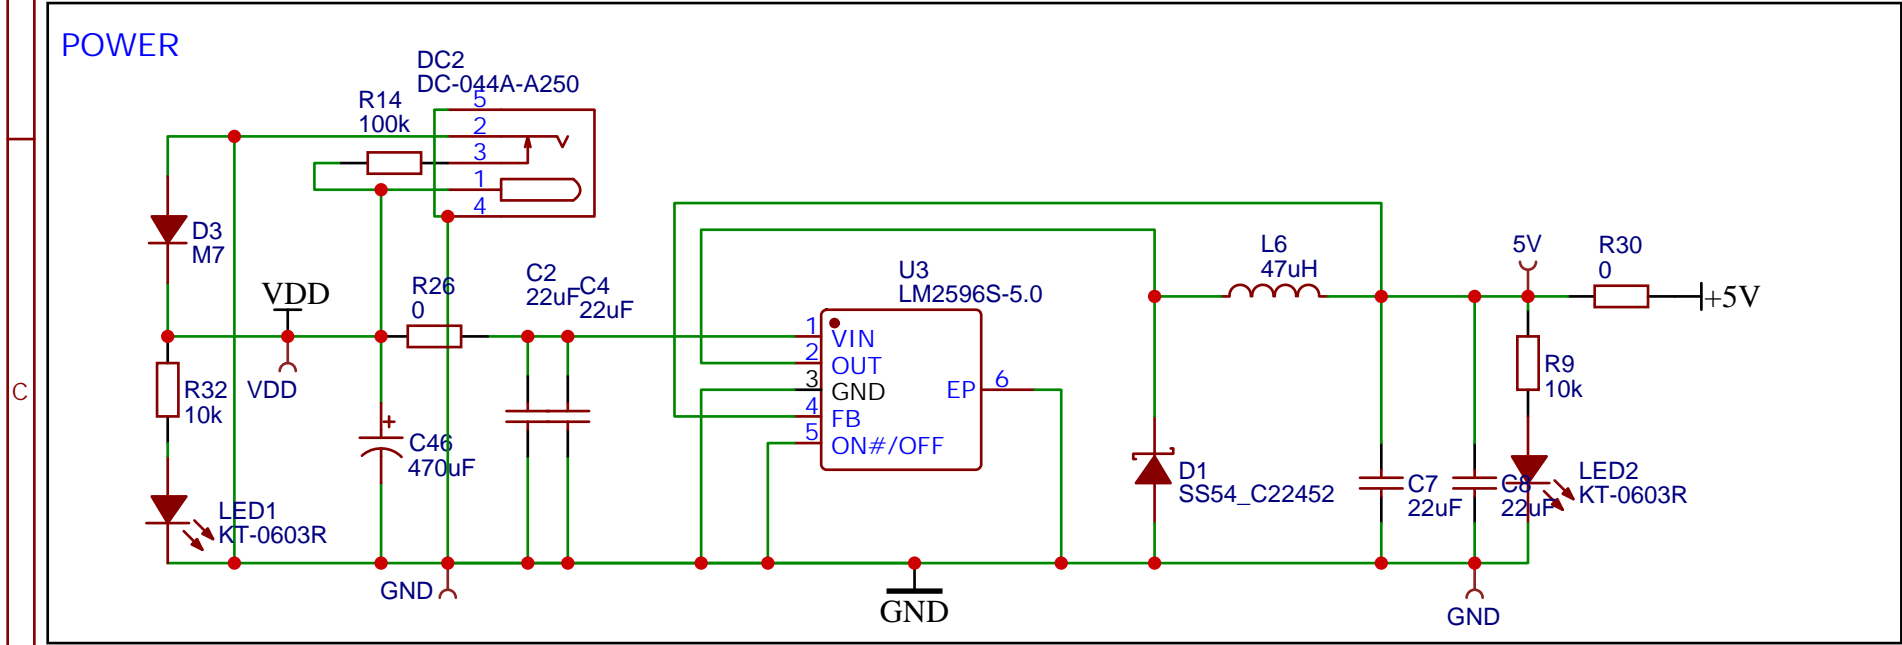 POWER
DC2
DC-044A-A250
R14
100k
5
2
3
1
4
D3
M7
VDD
R26
0
C2
22uF
C4
22uF
U3
LM2596S-5.0
1
VIN
2
OUT
3
GND
4
FB
5
ON#/OFF
EP
6
L6
47uH
5V
R30
0
+5V
C
R32
10k
VDD
C46
470uF
+
R9
10k
LED1
KT-0603R
D1
SS54_C22452
C7
22uF
C8
22uF
LED2
KT-0603R
GND
GND
GND